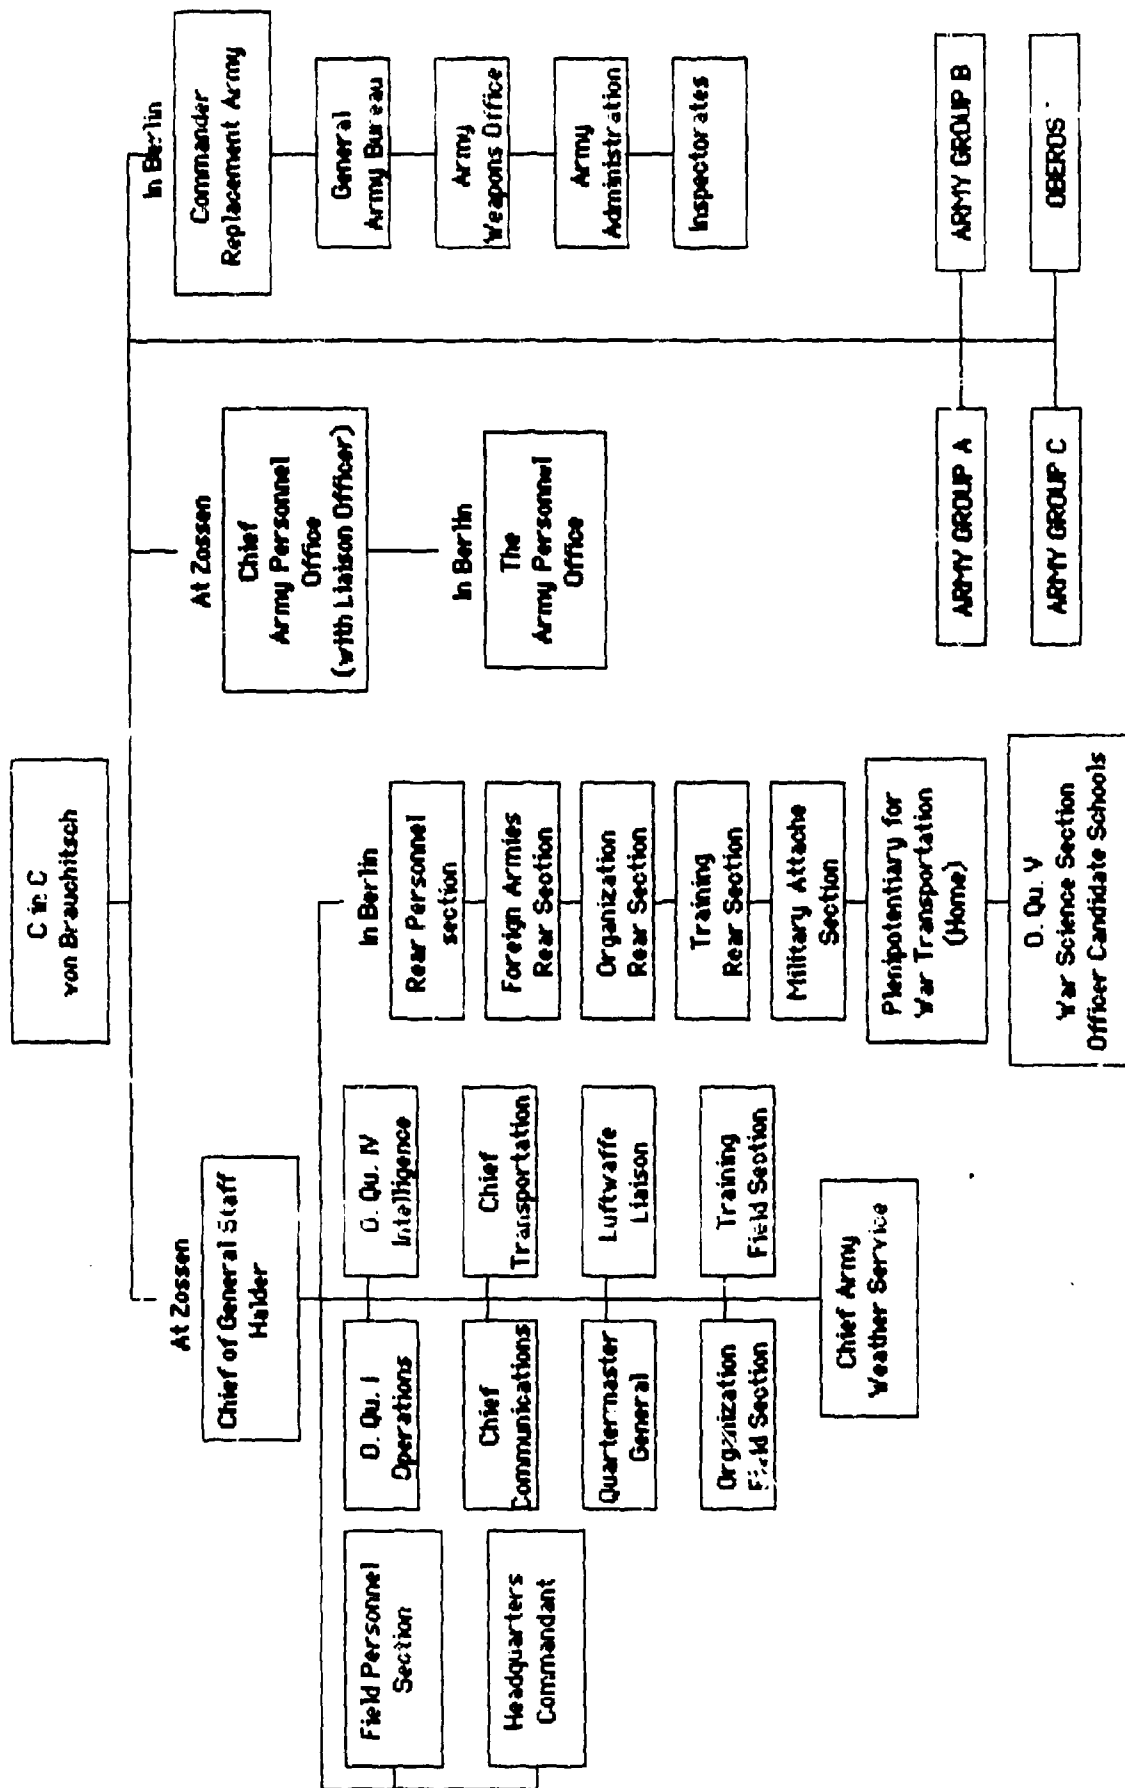 C in C
von Brauchitsch
At Zossen
Chief of General Staff
Halder
Field Personnel
Section
Headquarters
Commandant
O. Qu. I
Operations
O. Qu. IV
Intelligence
Chief
Communications
Chief
Transportation
Quartermaster
General
Luftwaffe
Liaison
Organization
Field Section
Training
Field Section
Chief Army
Weather Service
In Berlin
Rear Personnel
section
Foreign Armies
Rear Section
Organization
Rear Section
Training
Rear Section
Military Attache
Section
Plenipotentiary for
War Transportation
(Home)
O. Qu. V
War Science Section
Officer Candidate Schools
At Zossen
Chief
Army Personnel
Office
(with Liaison Officer)
In Berlin
The
Army Personnel
Office
In Berlin
Commander
Replacement Army
General
Army Bureau
Army
Weapons Office
Army
Administration
Inspectorates
ARMY GROUP A
ARMY GROUP B
ARMY GROUP C
OBEROS